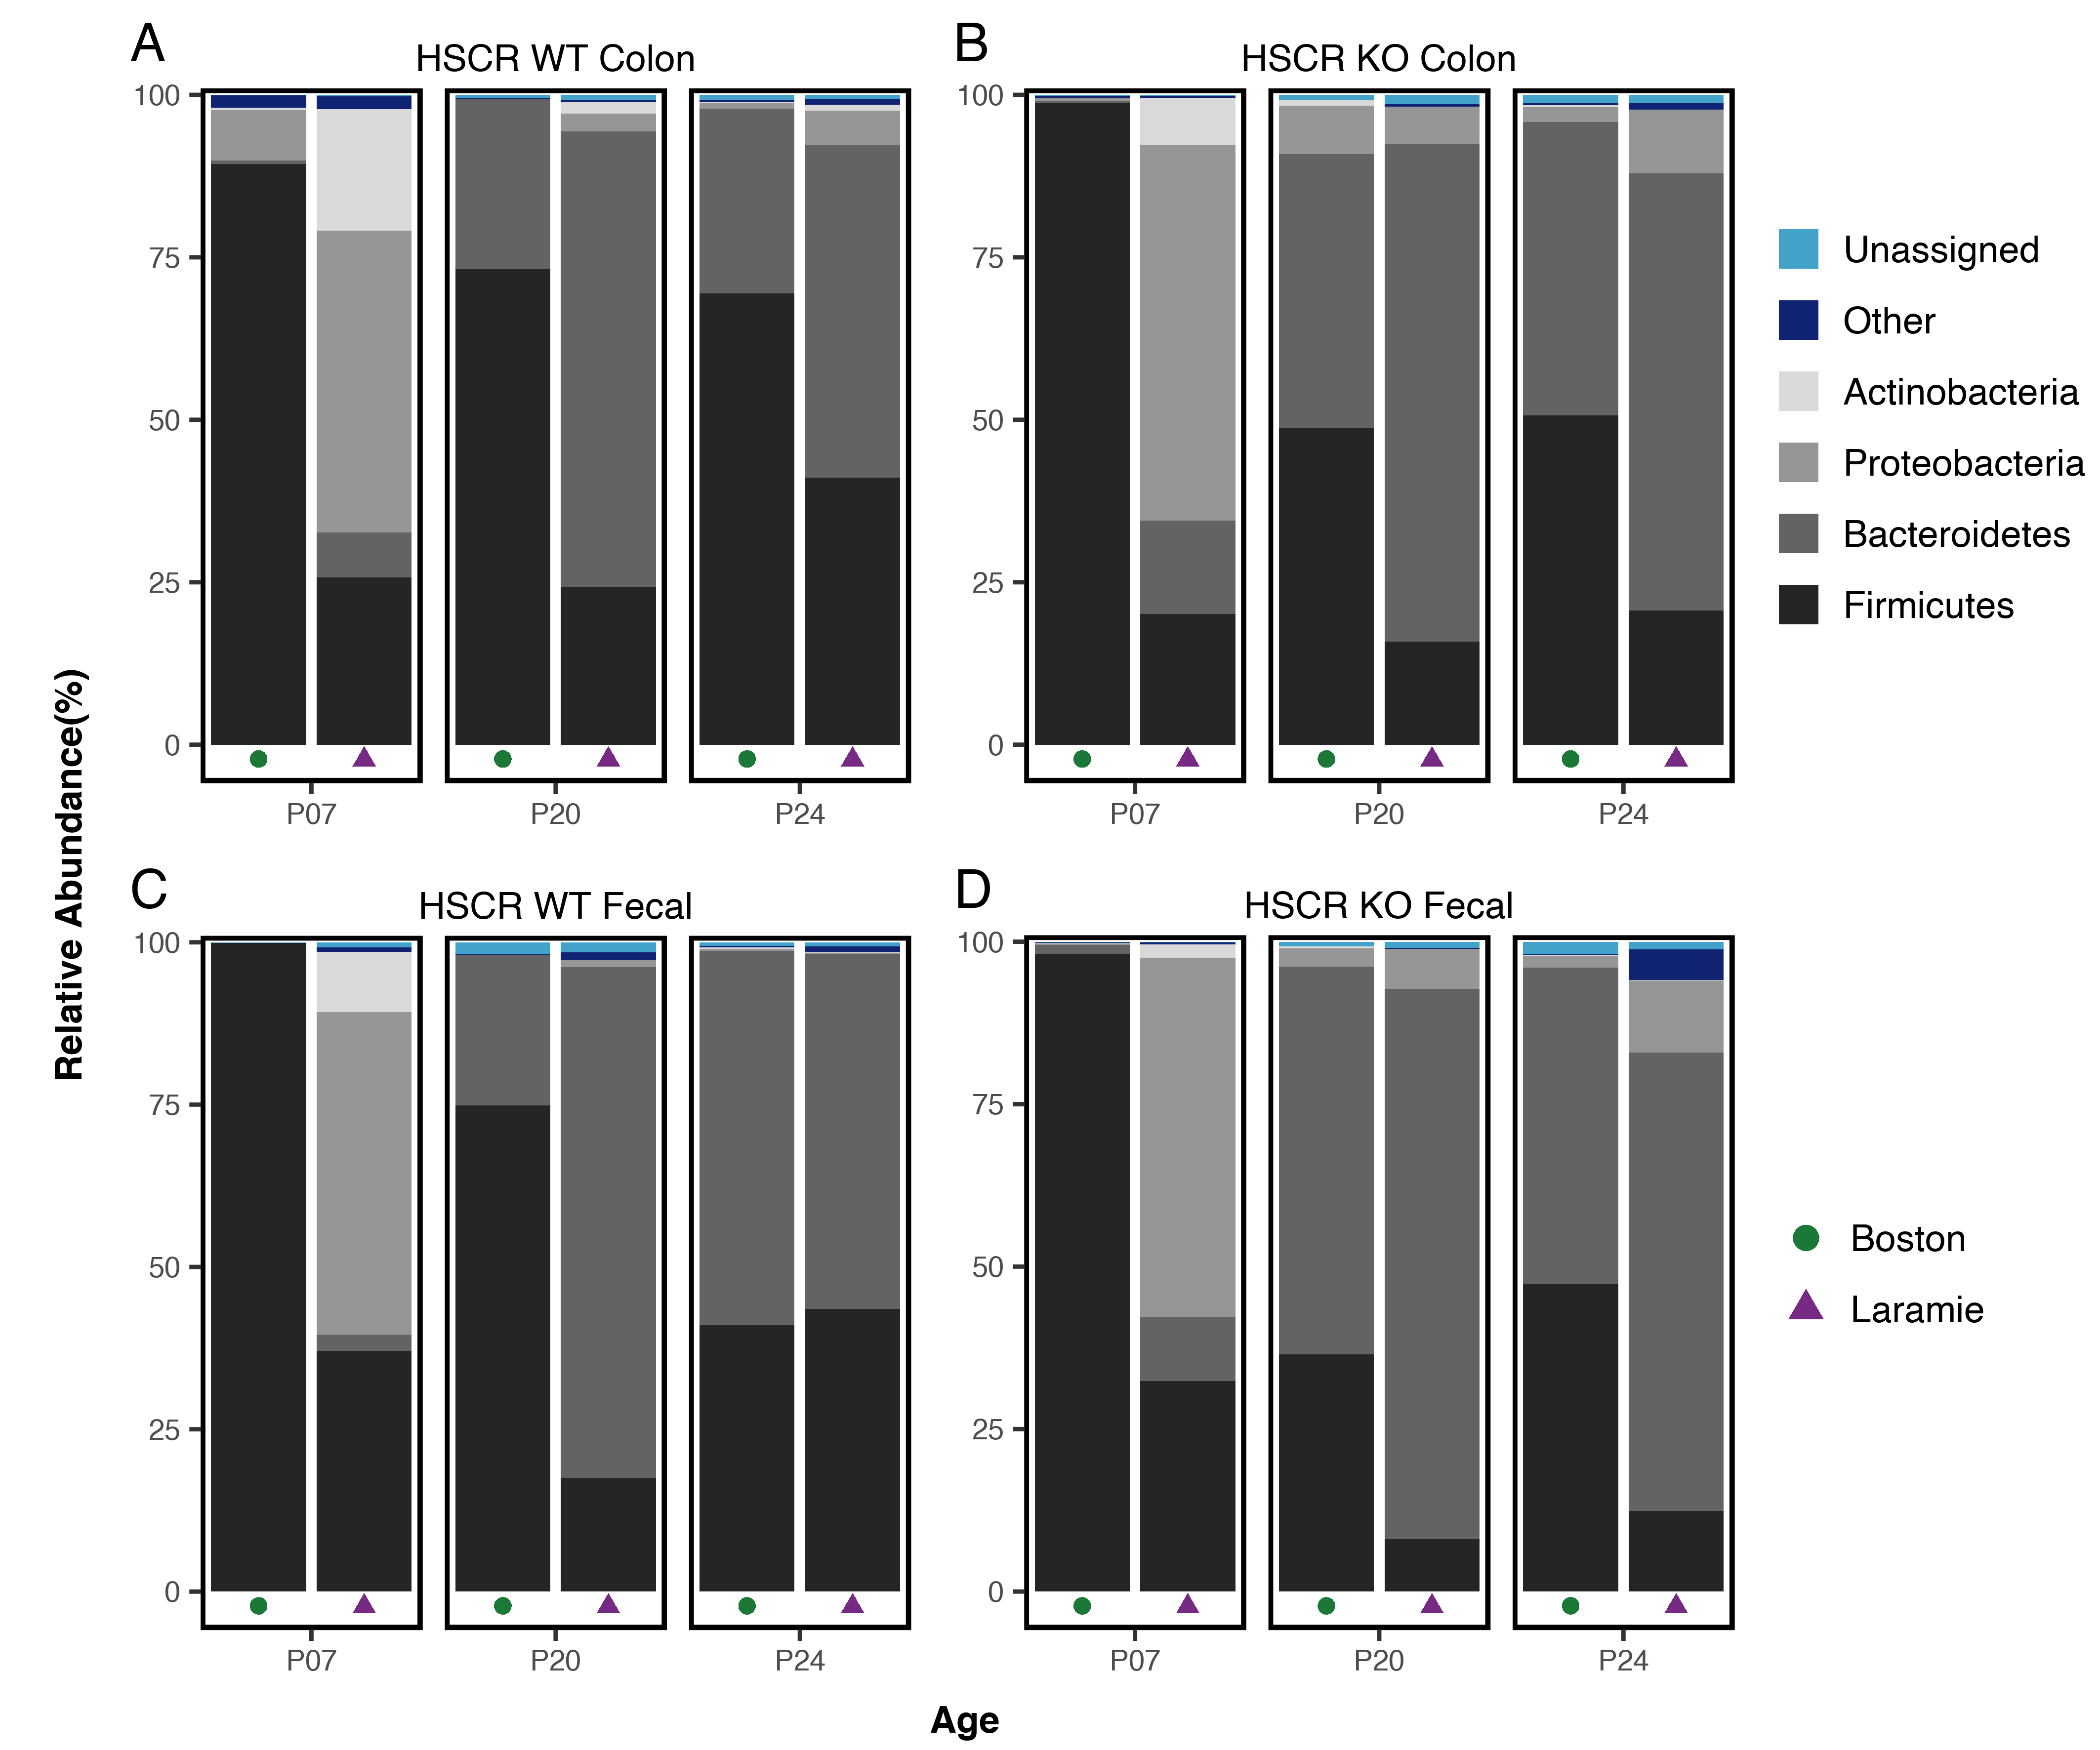 A
HSCR WT Colon
100
75
50
25
0
P07
P20
P24
B
HSCR KO Colon
100
75
50
25
0
P07
P20
P24
Unassigned
Other
Actinobacteria
Proteobacteria
Bacteroidetes
Firmicutes
Relative Abundance(%)
C
HSCR WT Fecal
100
75
50
25
0
P07
P20
P24
D
HSCR KO Fecal
100
75
50
25
0
P07
P20
P24
Boston
Laramie
Age